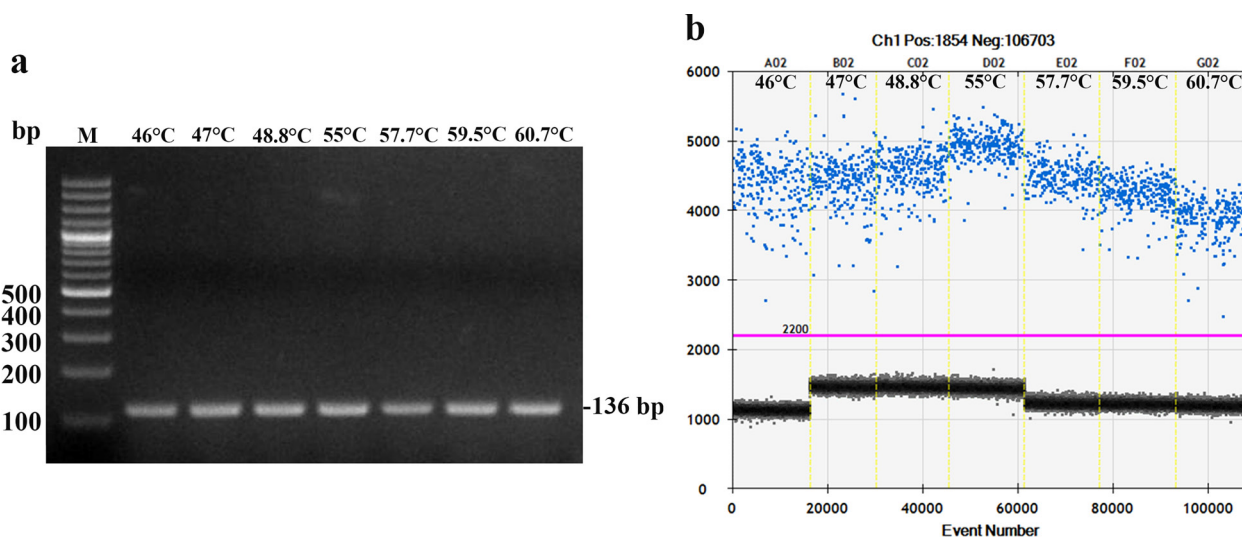 a
bp
M 46°C 47°C 48.8°C 55°C 57.7°C 59.5°C 60.7°C
500
400
300
200
100
-136 bp
b
Ch1 Pos:1854 Neg:106703
A02 B02 C02 D02 E02 F02 G02
46°C 47°C 48.8°C 55°C 57.7°C 59.5°C 60.7°C
6000
5000
4000
3000
2200
2000
1000
0
0 20000 40000 60000 80000 100000
Event Number